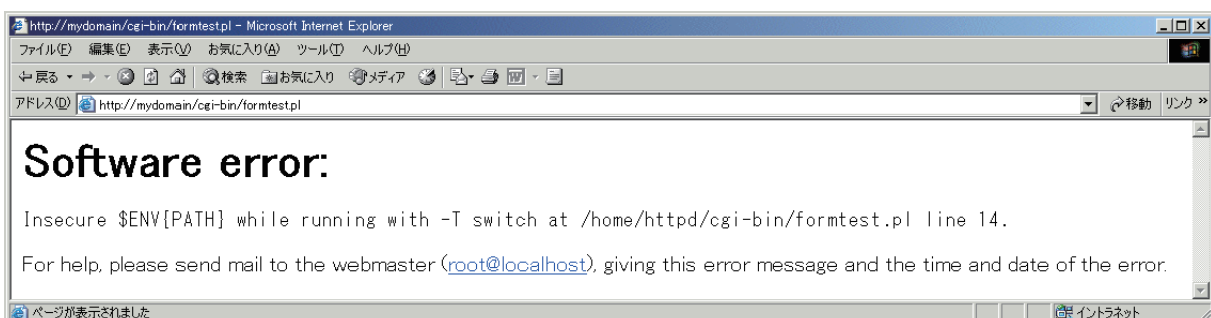 http://mydomain/cgi-bin/formtest.pl - Microsoft Internet Explorer
ファイル(F) 編集(E) 表示(V) お気に入り(A) ツール(T) ヘルプ(H)
戻る 検索 お気に入り メディア
アドレス(D) http://mydomain/cgi-bin/formtest.pl 移動 リンク »
Software error:
Insecure $ENV{PATH} while running with -T switch at /home/httpd/cgi-bin/formtest.pl line 14.
For help, please send mail to the webmaster (root@localhost), giving this error message and the time and date of the error.
ページが表示されました イントラネット